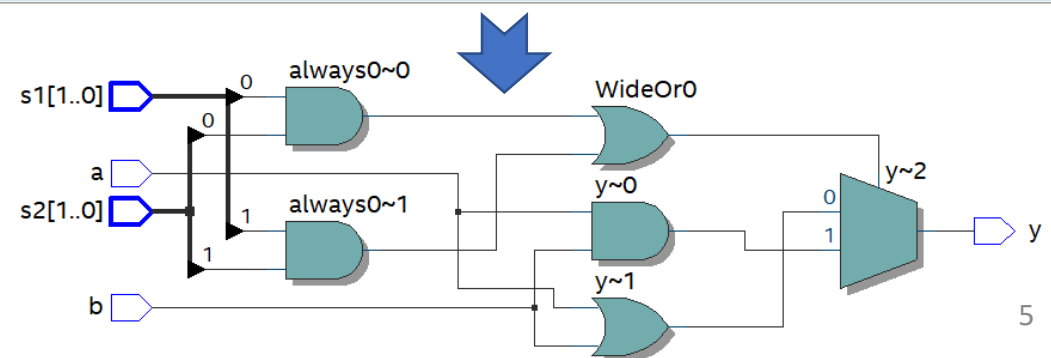 always0~0
s1[1..0]
0
WideOr0
0
a
y~2
y~0
0
s2[1..0]
always0~1
1
1
y
1
y~1
b
5